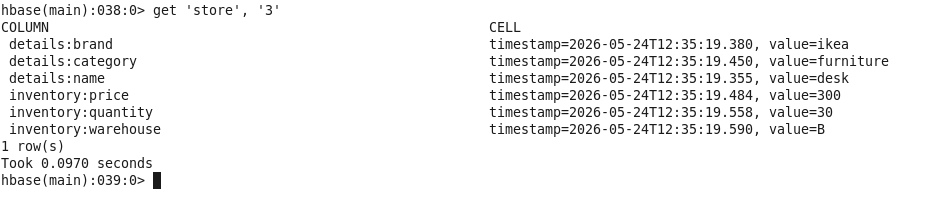 hbase(main):038:0> get 'store', '3'
COLUMN CELL
details:brand timestamp=2026-05-24T12:35:19.380, value=ikea
details:category timestamp=2026-05-24T12:35:19.450, value=furniture
details:name timestamp=2026-05-24T12:35:19.355, value=desk
inventory:price timestamp=2026-05-24T12:35:19.484, value=300
inventory:quantity timestamp=2026-05-24T12:35:19.558, value=30
inventory:warehouse timestamp=2026-05-24T12:35:19.590, value=B
1 row(s)
Took 0.0970 seconds
hbase(main):039:0>